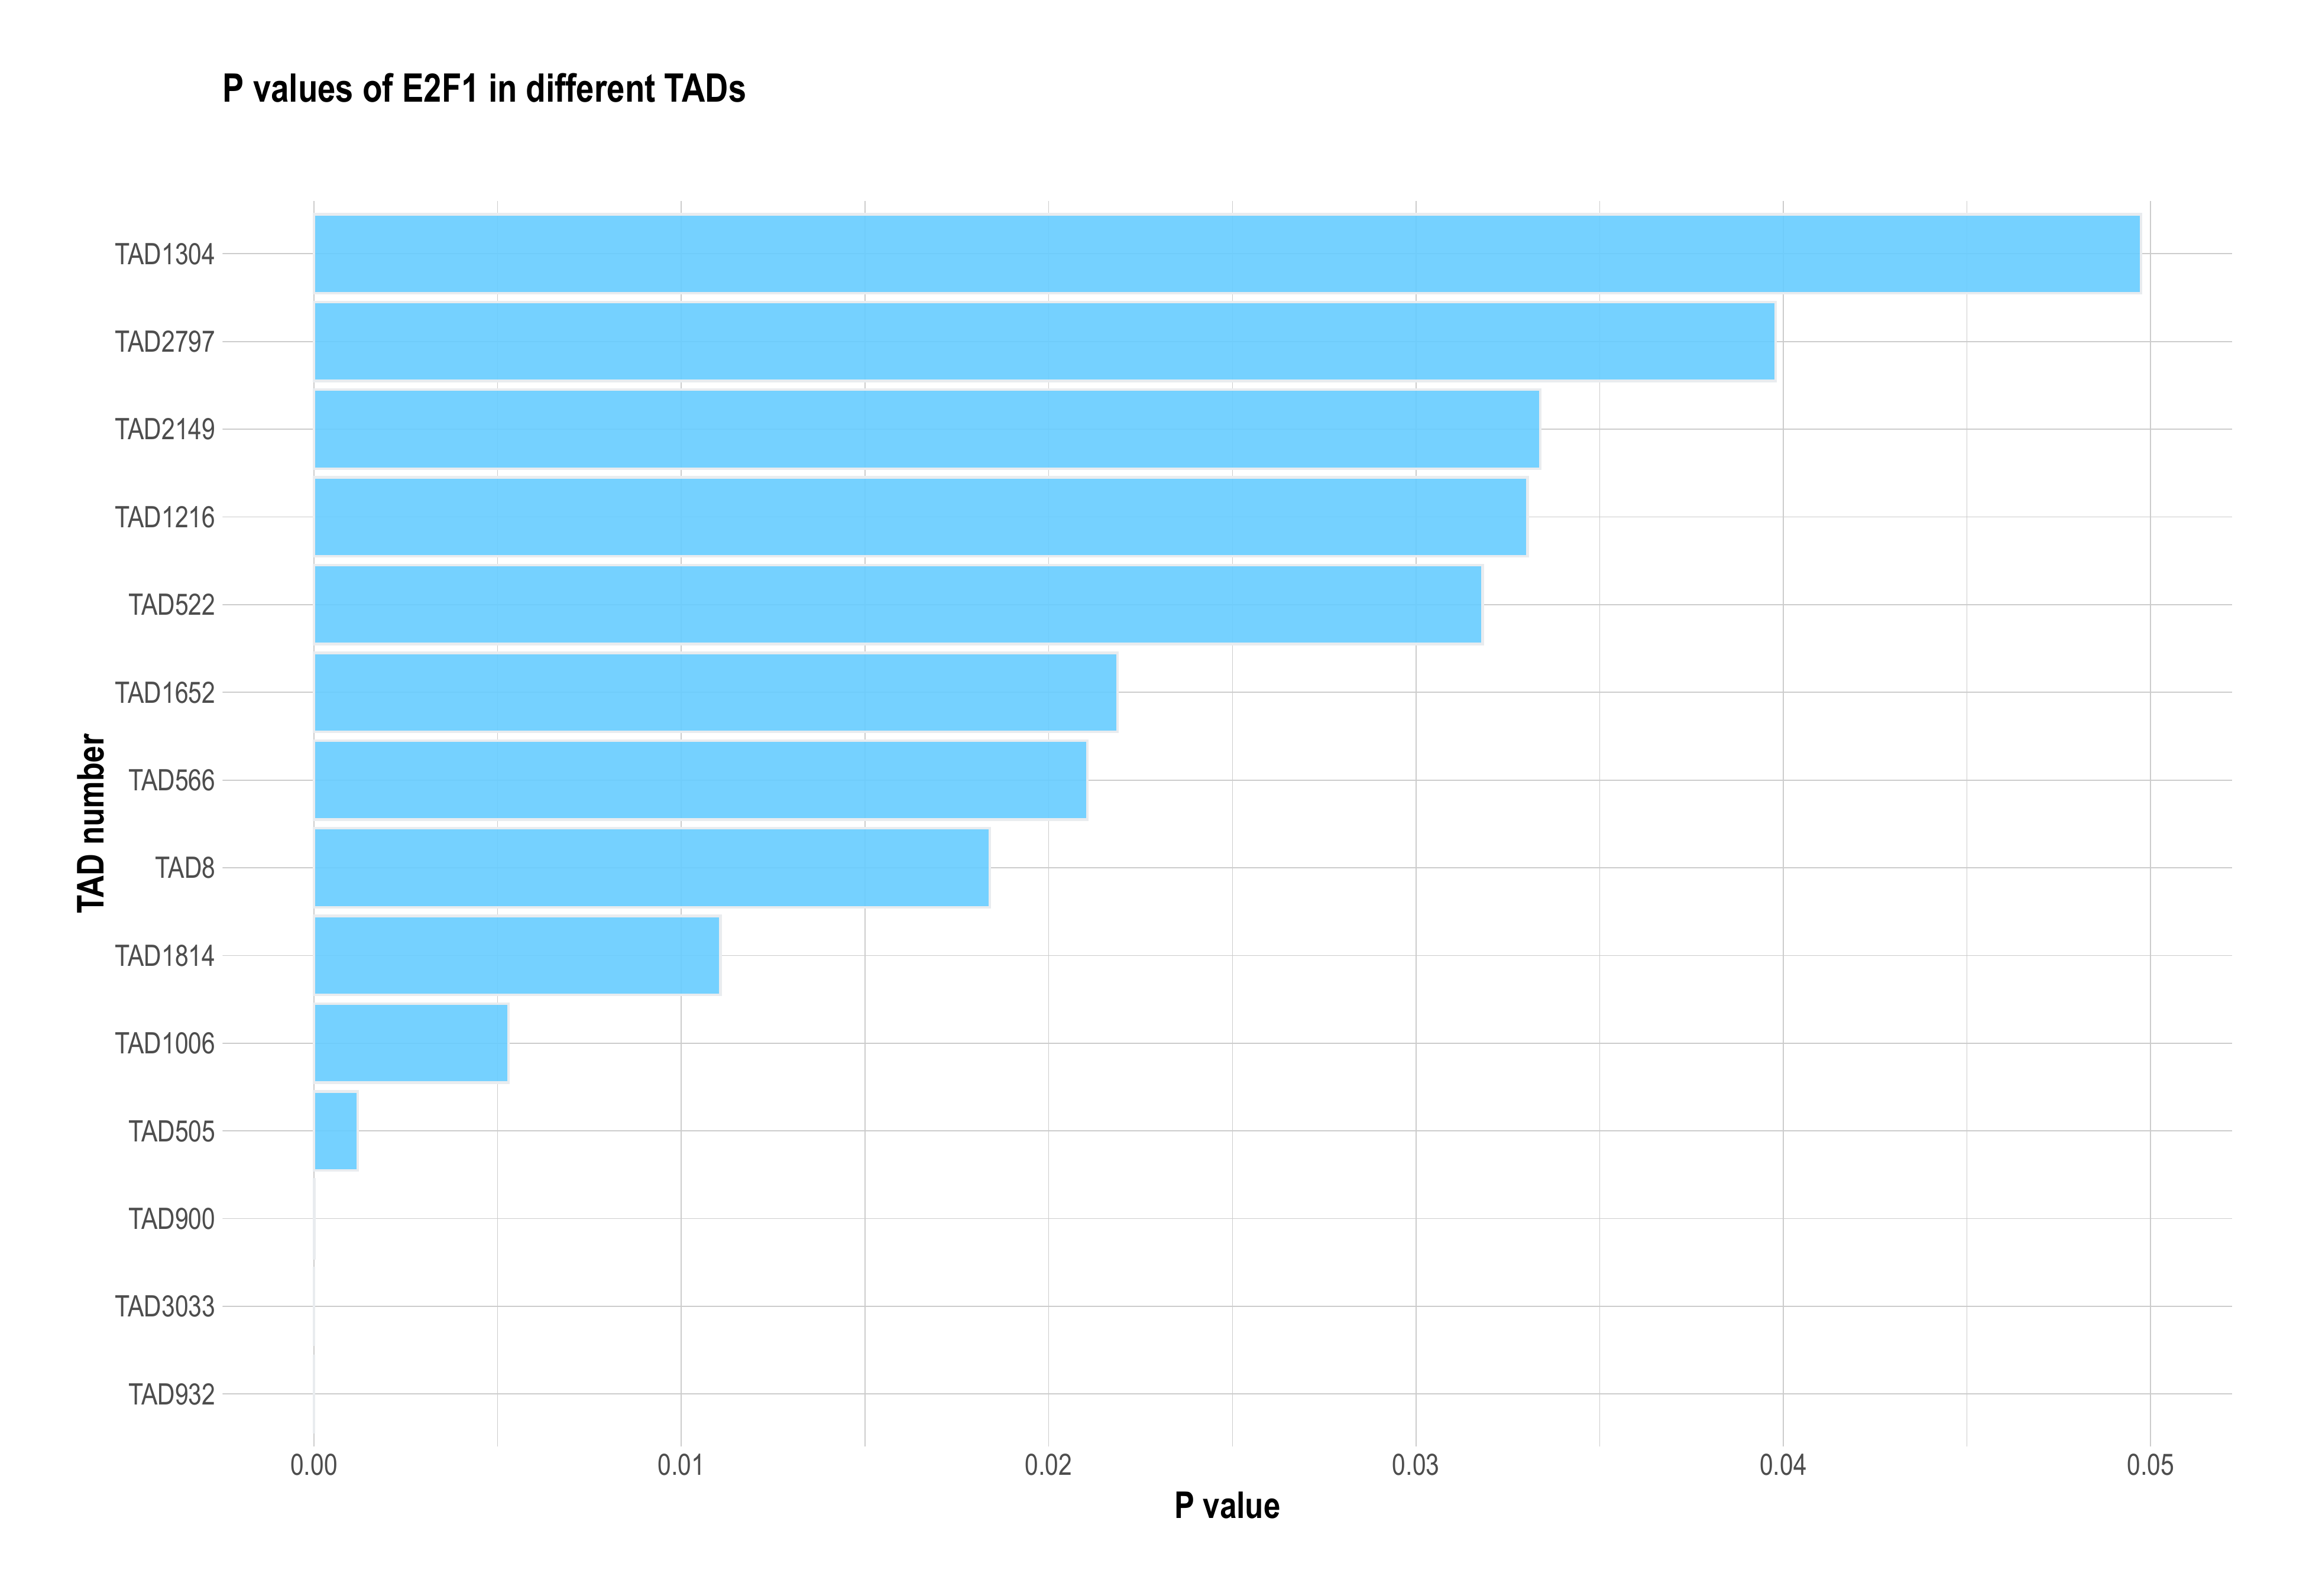 P values of E2F1 in different TADs
TAD1304
TAD2797
TAD2149
TAD1216
TAD522
TAD1652
TAD566
TAD8
TAD1814
TAD1006
TAD505
TAD900
TAD3033
TAD932
TAD number
0.00 0.01 0.02 0.03 0.04 0.05
P value